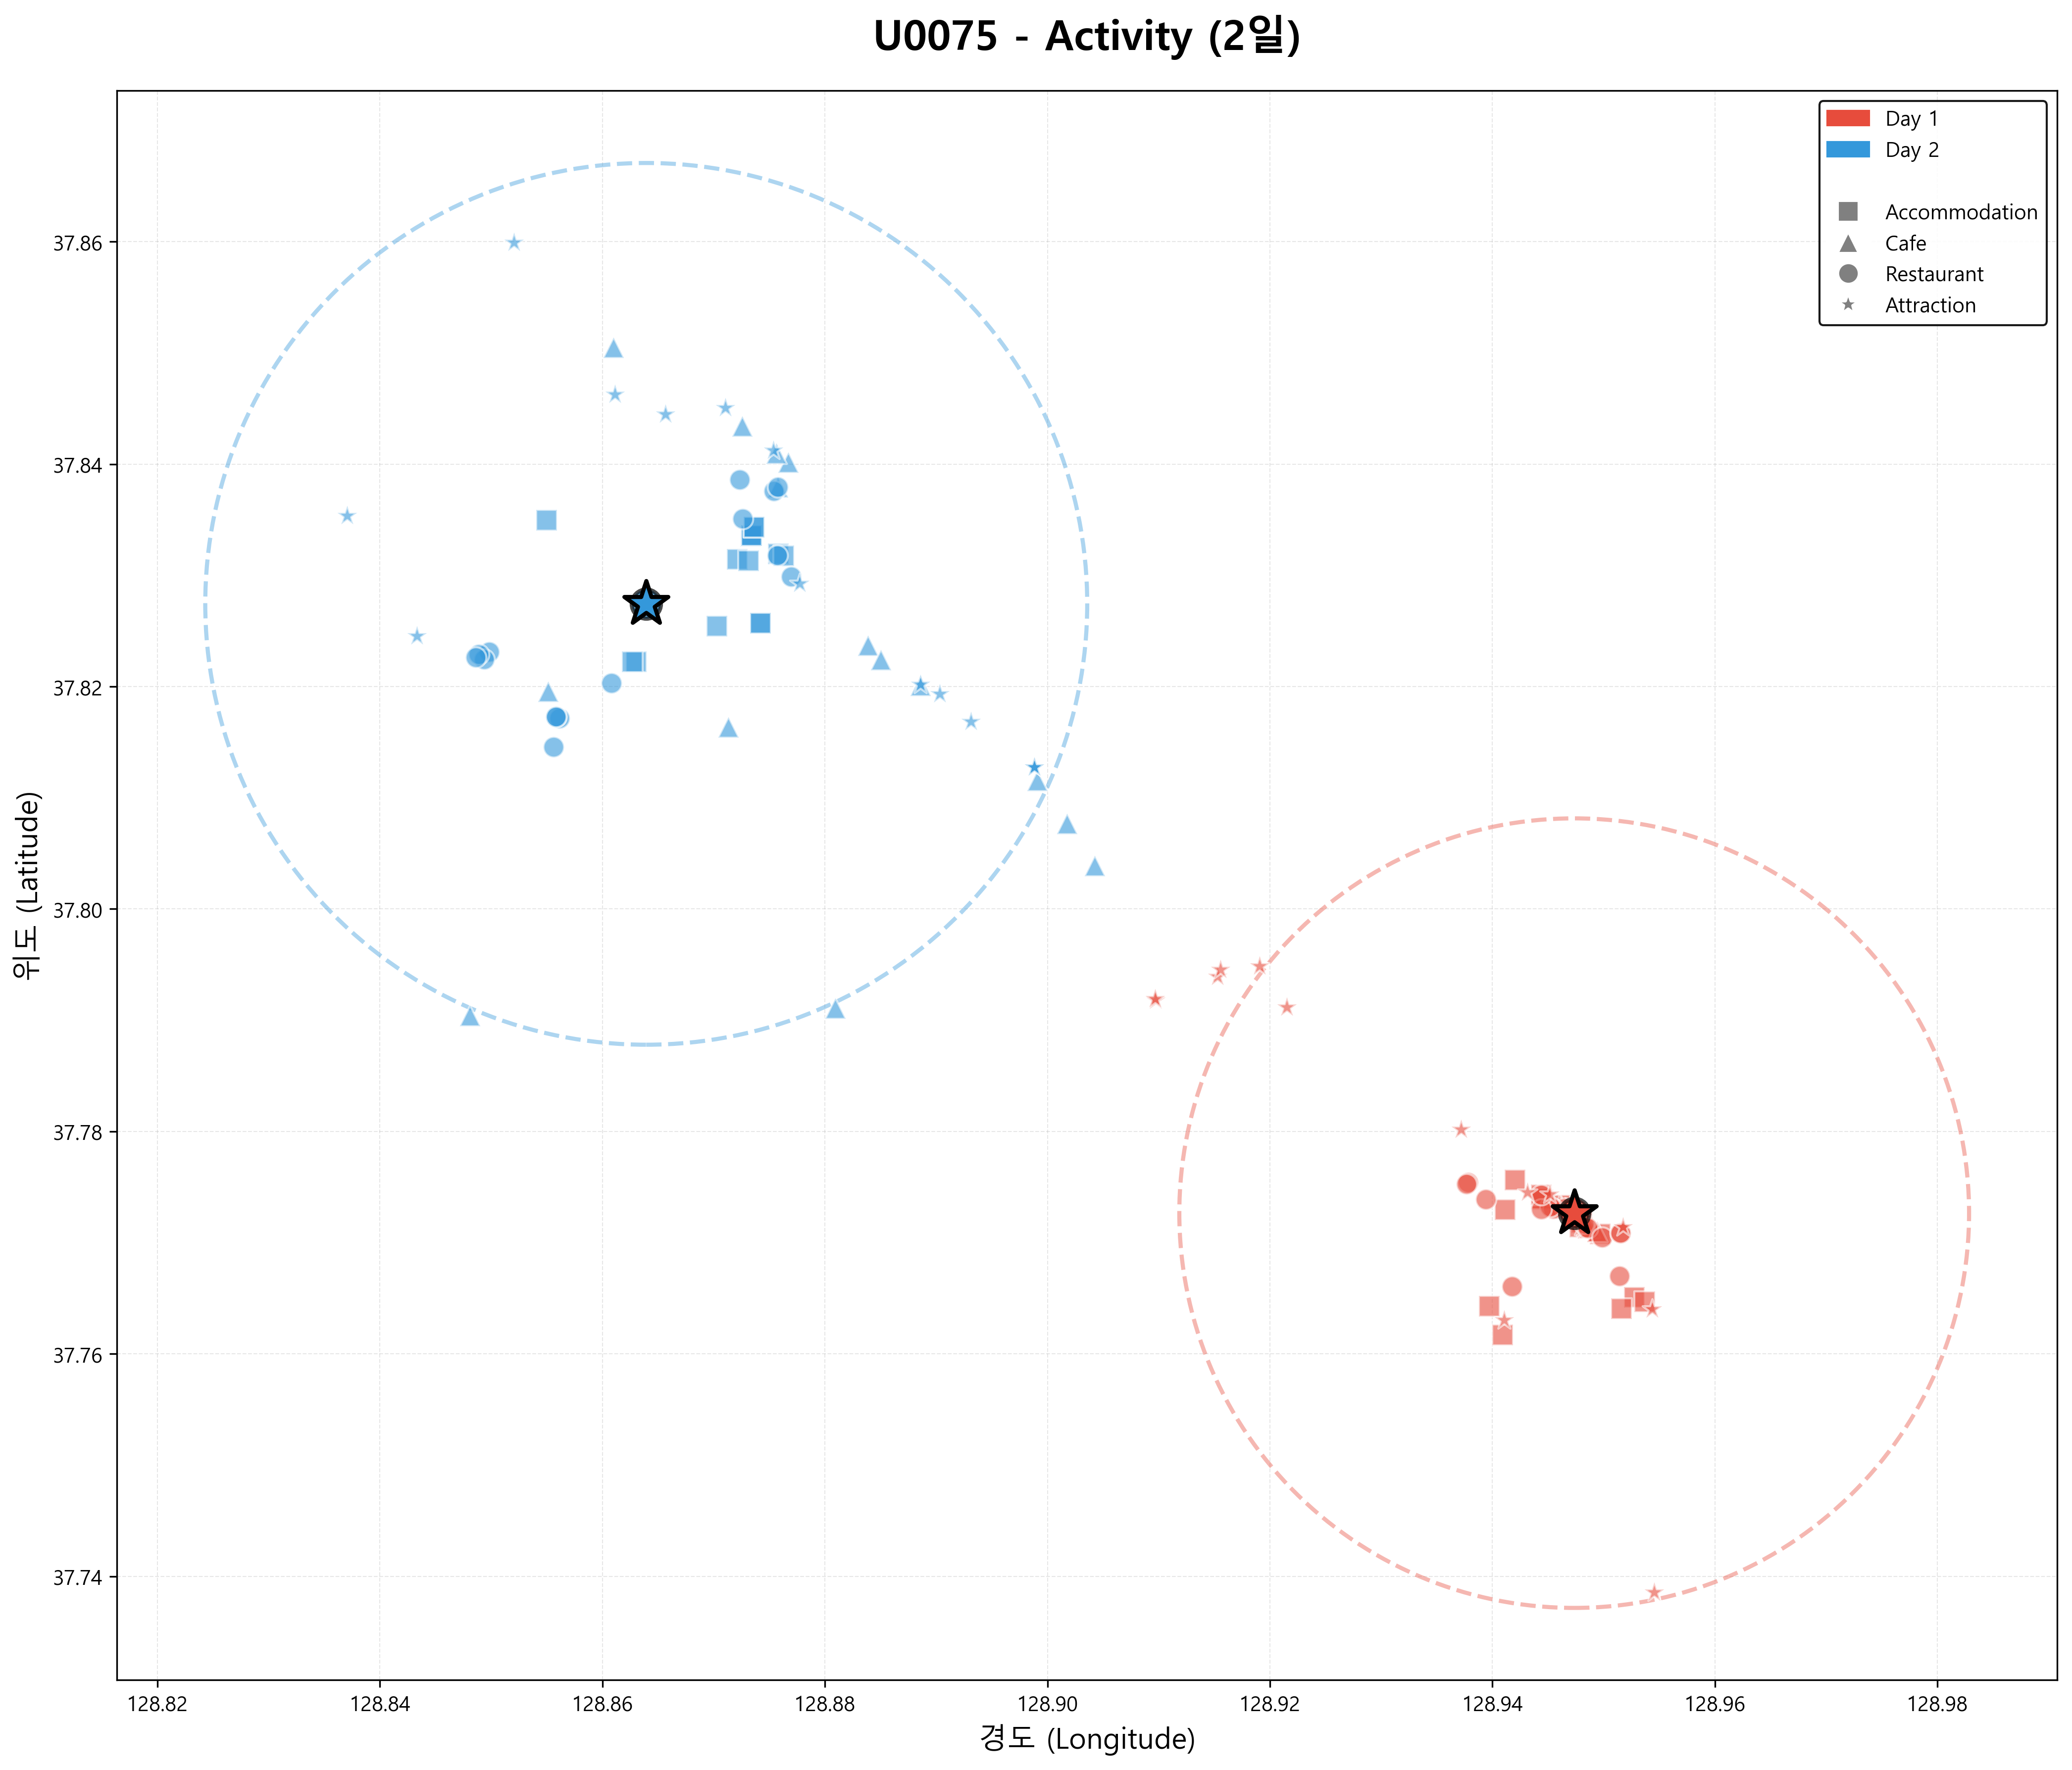 U0075 - Activity (2일)
Day 1
Day 2
Accommodation
Cafe
Restaurant
Attraction
위도 (Latitude)
37.86
37.84
37.82
37.80
37.78
37.76
37.74
128.82 128.84 128.86 128.88 128.90 128.92 128.94 128.96 128.98
경도 (Longitude)